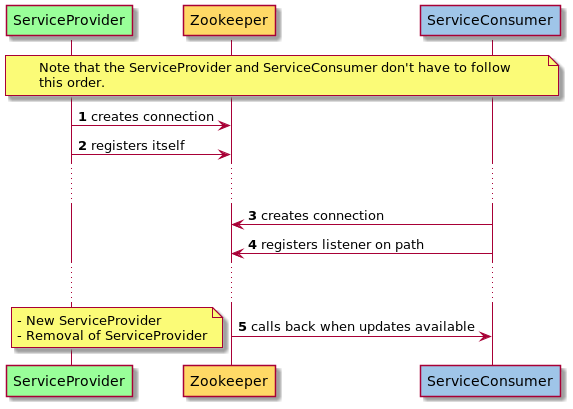 ServiceProvider
Zookeeper
ServiceConsumer
Note that the ServiceProvider and ServiceConsumer don't have to follow
this order.
1 creates connection
2 registers itself
3 creates connection
4 registers listener on path
- New ServiceProvider
- Removal of ServiceProvider
5 calls back when updates available
ServiceProvider
Zookeeper
ServiceConsumer